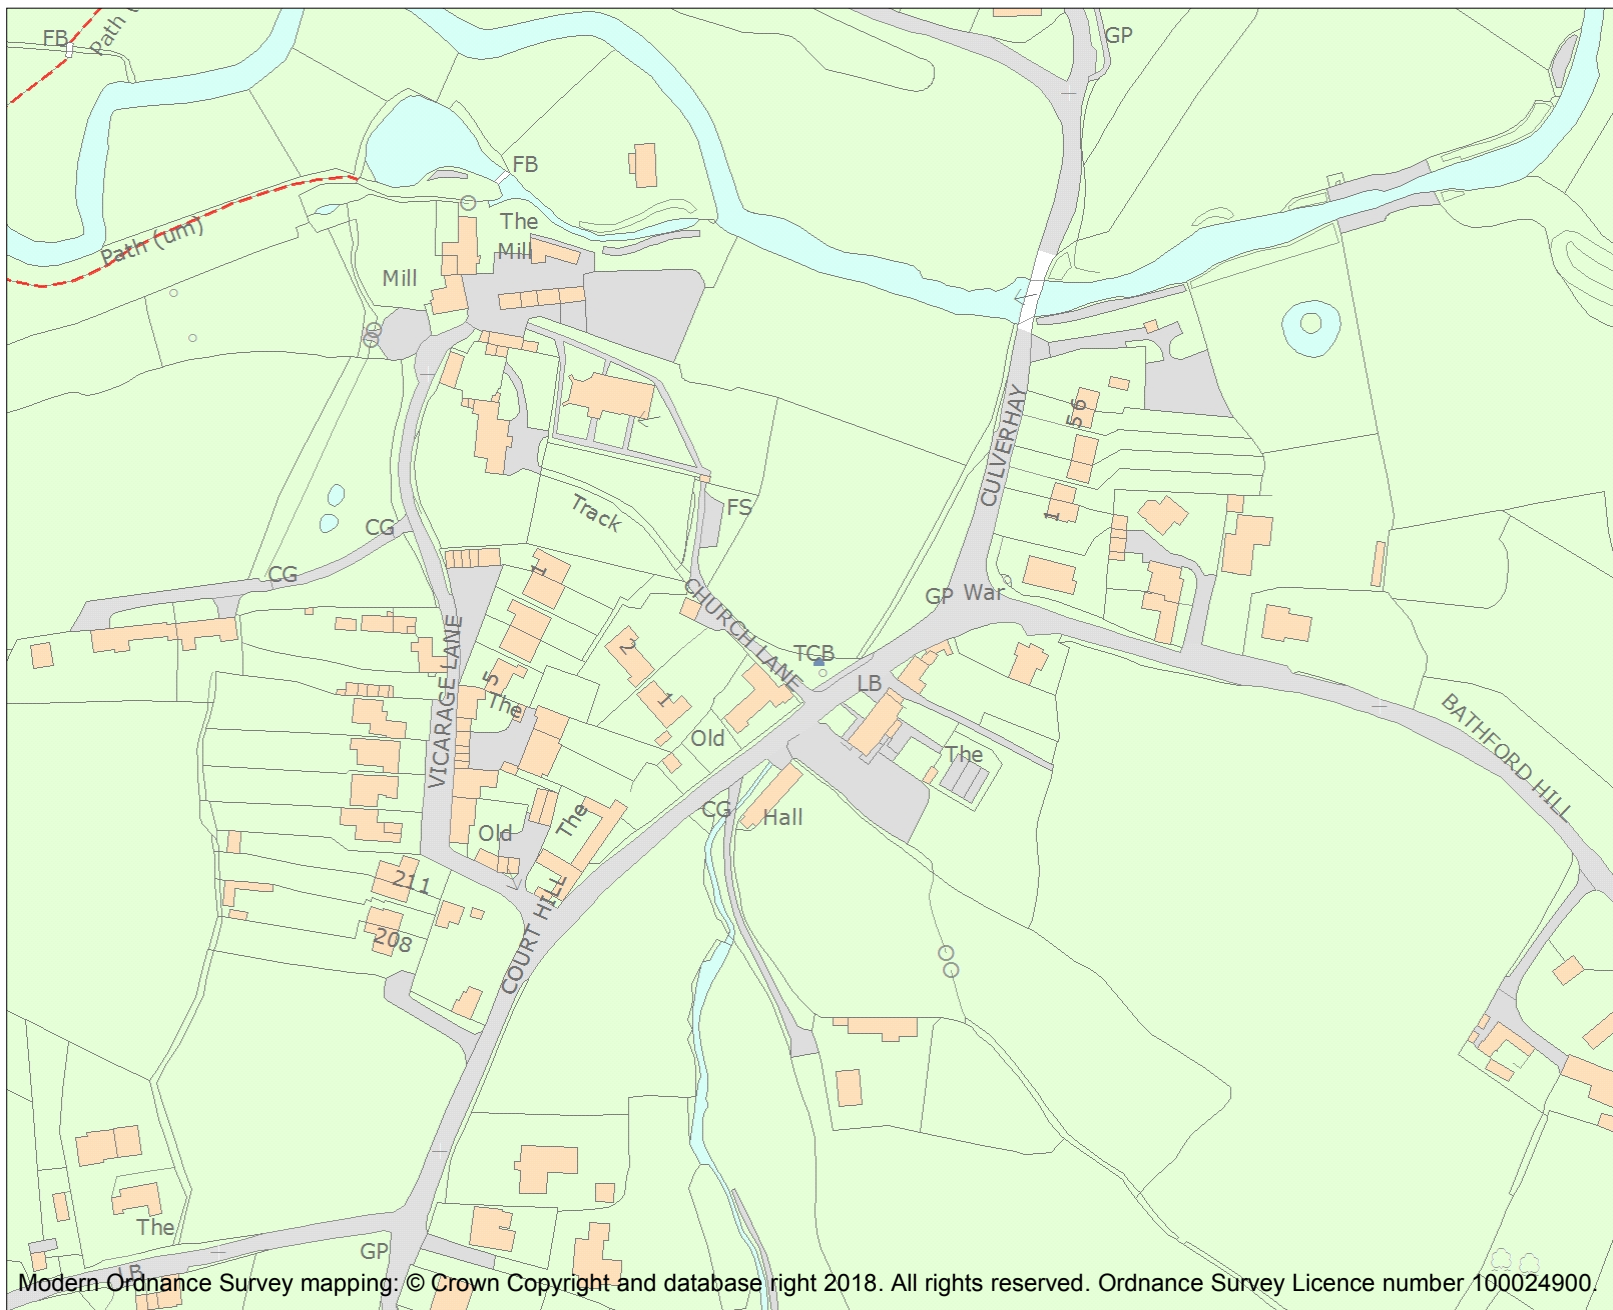 FB
Path (
GP
FB
The
Mill
Path (um)
Mill
CULVERHAY
56
1
Track
FS
CG
CG
1
CHURCH LANE
GP
War
VICARAGE LANE
2
TCB
5
The
1
LB
Old
The
BATHFORD HILL
CG
Hall
Old
The
211
208
COURT HILL
The
GP
LB
Modern Ordnance Survey mapping: © Crown Copyright and database right 2018. All rights reserved. Ordnance Survey Licence number 100024900.